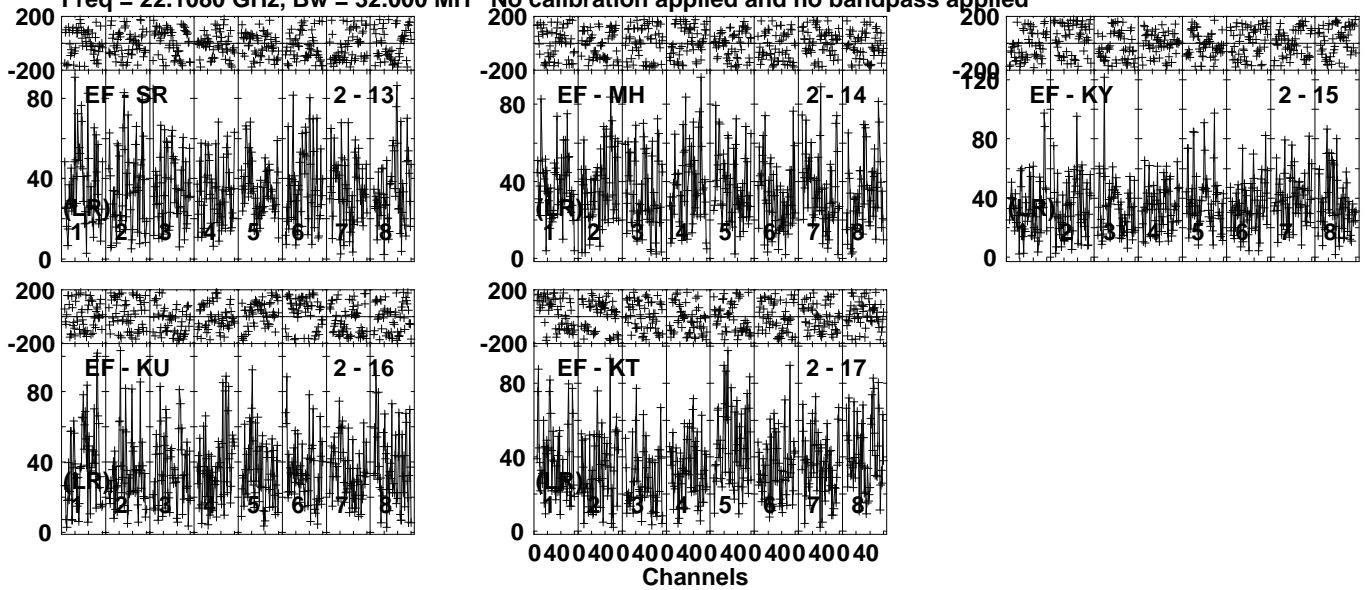 Freq = 22.1080 GHz, Bw = 32.000 MH No calibration applied and no bandpass applied
200 200 200
-200 -200 -200
120
EF - SR 2 - 13 EF - MH 2 - 14 EF - KY 2 - 15
80 80 80
40 40 40
(LR) (LR) (LR)
1 2 3 4 5 6 7 8 1 2 3 4 5 6 7 8 1 2 3 4 5 6 7 8
0 0 0
200 200
-200 -200
EF - KU 2 - 16 EF - KT 2 - 17
80 80
40 40
(LR) (LR)
1 2 3 4 5 6 7 8 1 2 3 4 5 6 7 8
0 0
0 40 0 40 0 40 0 40 0 40 0 40 0 40 0 40
Channels